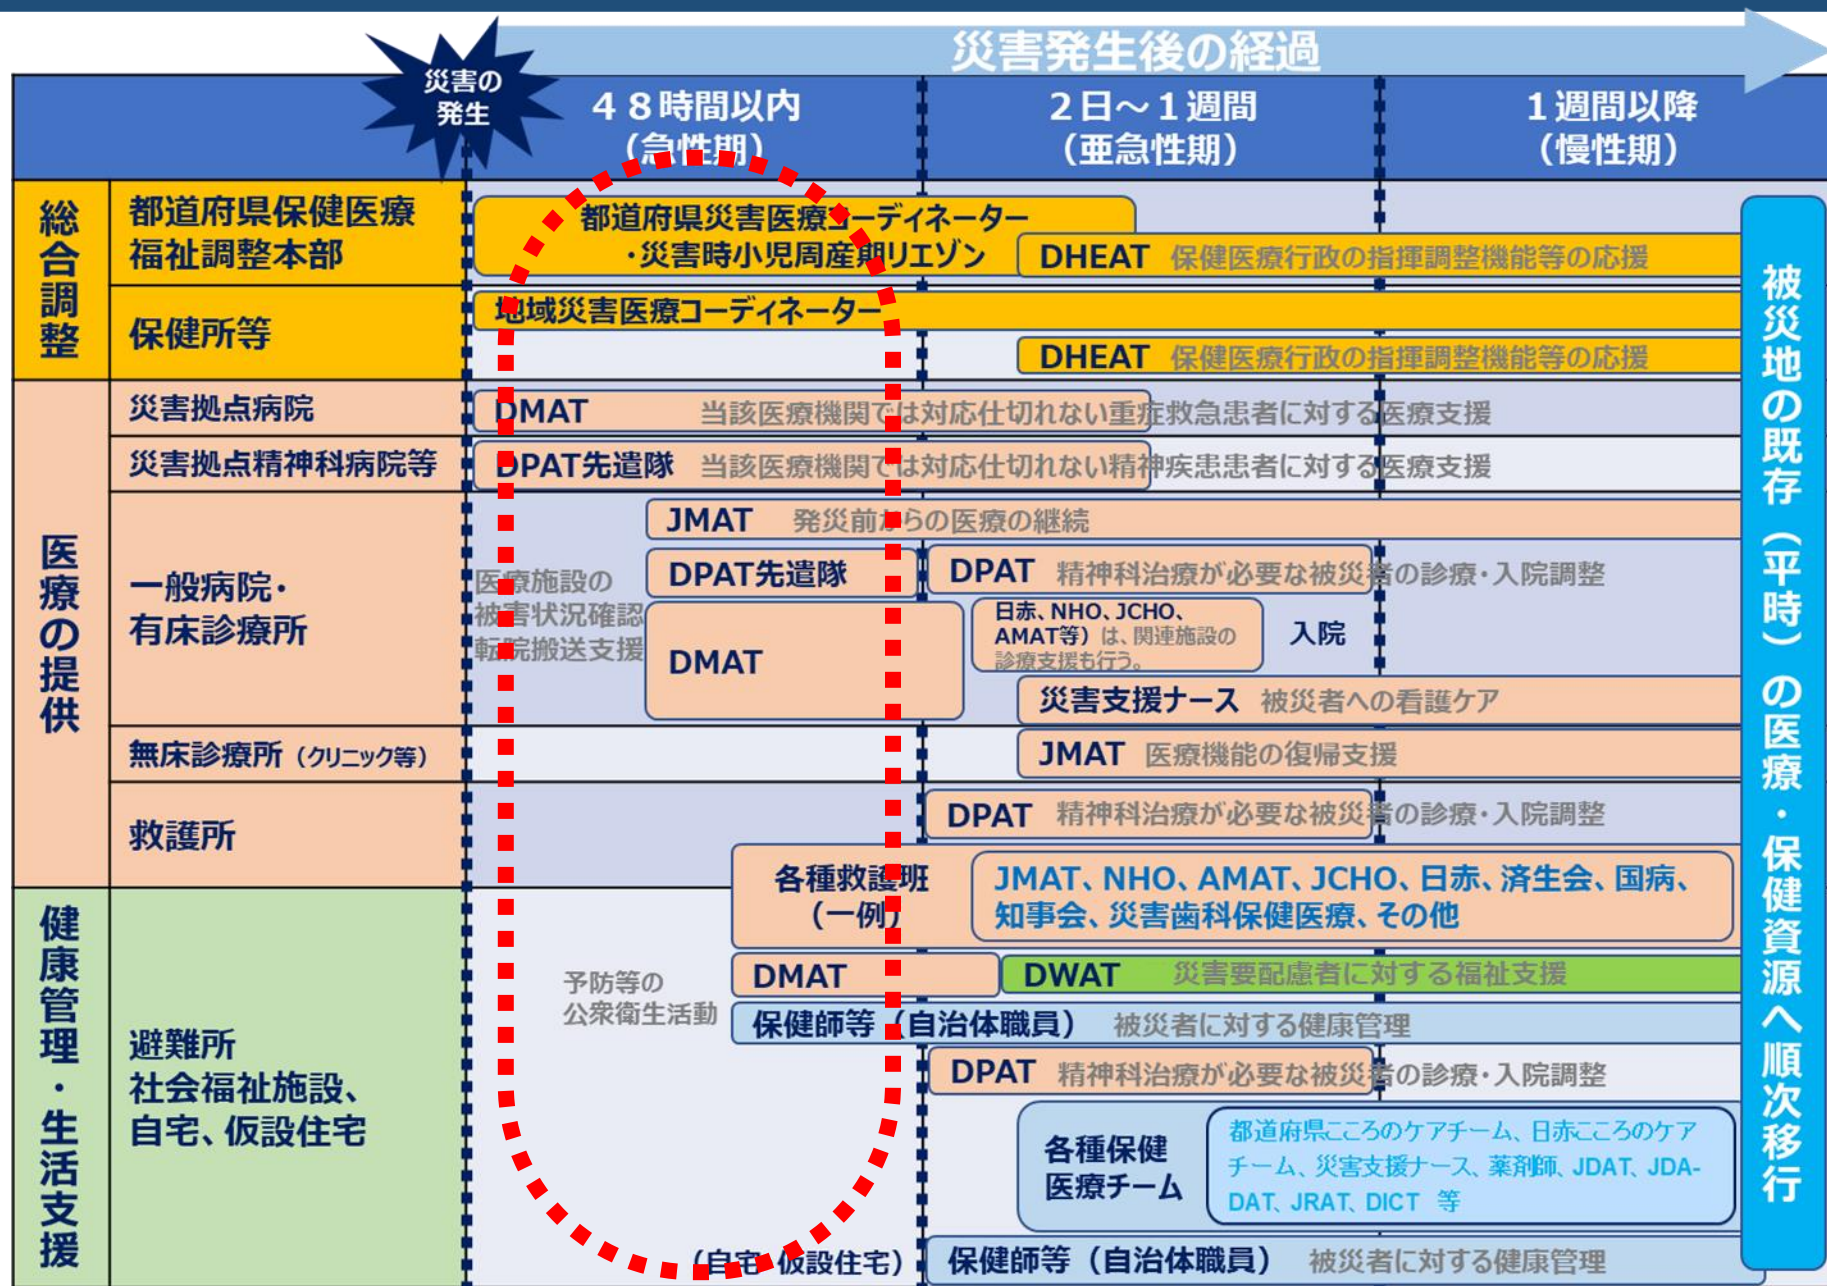 災害発生後の経過
災害の
発生
４８時間以内
（急性期）
２日～１週間
（亜急性期）
１週間以降
（慢性期）
総合調整
都道府県保健医療
福祉調整本部
都道府県災害医療コーディネーター
・災害時小児周産期リエゾン
DHEAT 保健医療行政の指揮調整機能等の応援
保健所等
地域災害医療コーディネーター
DHEAT 保健医療行政の指揮調整機能等の応援
医療の提供
災害拠点病院
DMAT 当該医療機関では対応仕切れない重症救急患者に対する医療支援
災害拠点精神科病院等
DPAT先遣隊 当該医療機関では対応仕切れない精神疾患患者に対する医療支援
一般病院・
有床診療所
JMAT 発災前からの医療の継続
医療施設の
被害状況確認
転院搬送支援
DPAT先遣隊
DPAT 精神科治療が必要な被災者の診療・入院調整
DMAT
日赤、NHO、JCHO、
AMAT等）は、関連施設の
診療支援も行う。
入院
災害支援ナース 被災者への看護ケア
無床診療所（クリニック等）
JMAT 医療機能の復帰支援
救護所
DPAT 精神科治療が必要な被災者の診療・入院調整
各種救護班
（一例）
JMAT、NHO、AMAT、JCHO、日赤、済生会、国病、
知事会、災害歯科保健医療、その他
健康管理・生活支援
避難所
社会福祉施設、
自宅、仮設住宅
予防等の
公衆衛生活動
DMAT
DWAT 災害要配慮者に対する福祉支援
保健師等（自治体職員） 被災者に対する健康管理
DPAT 精神科治療が必要な被災者の診療・入院調整
各種保健
医療チーム
都道府県こころのケアチーム、日赤こころのケア
チーム、災害支援ナース、薬剤師、JDAT、JDA-
DAT、JRAT、DICT 等
（自宅・仮設住宅）
保健師等（自治体職員） 被災者に対する健康管理
被災地の既存（平時）の医療・保健資源へ順次移行